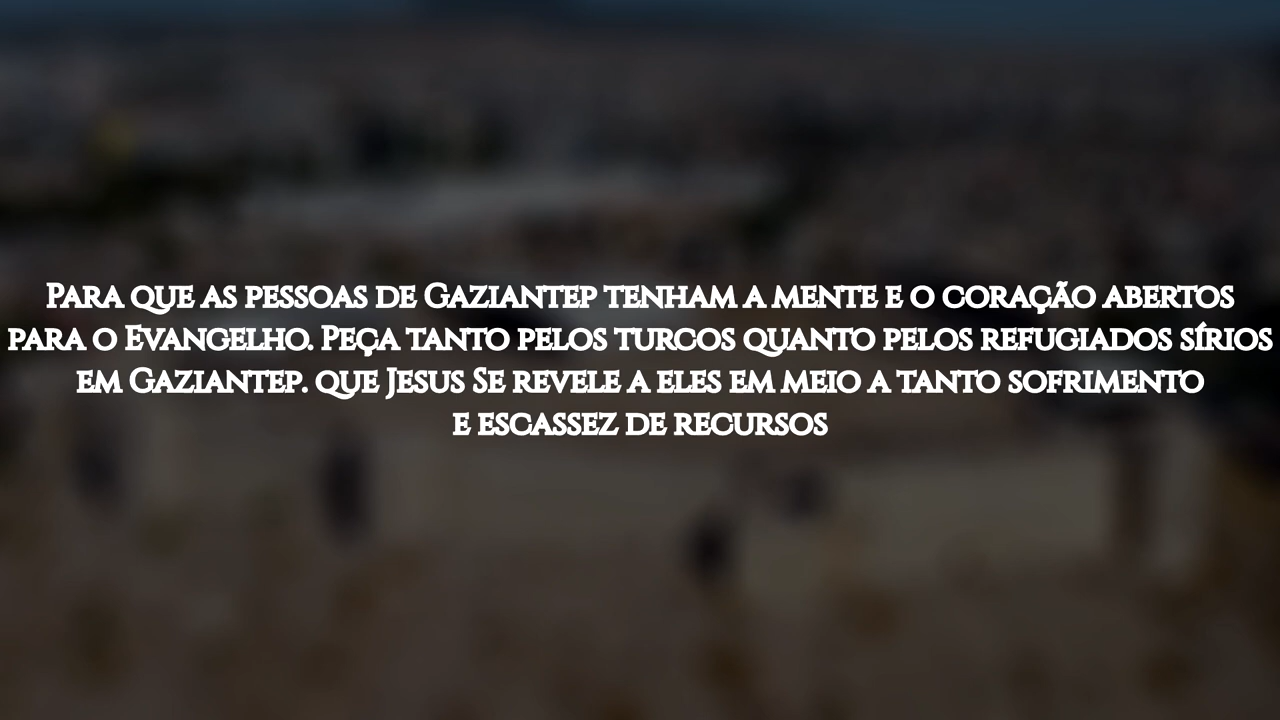 Para que as pessoas de Gaziantep tenham a mente e o coração abertos
para o Evangelho. Peça tanto pelos turcos quanto pelos refugiados sírios
em Gaziantep. que Jesus Se revele a eles em meio a tanto sofrimento
e escassez de recursos